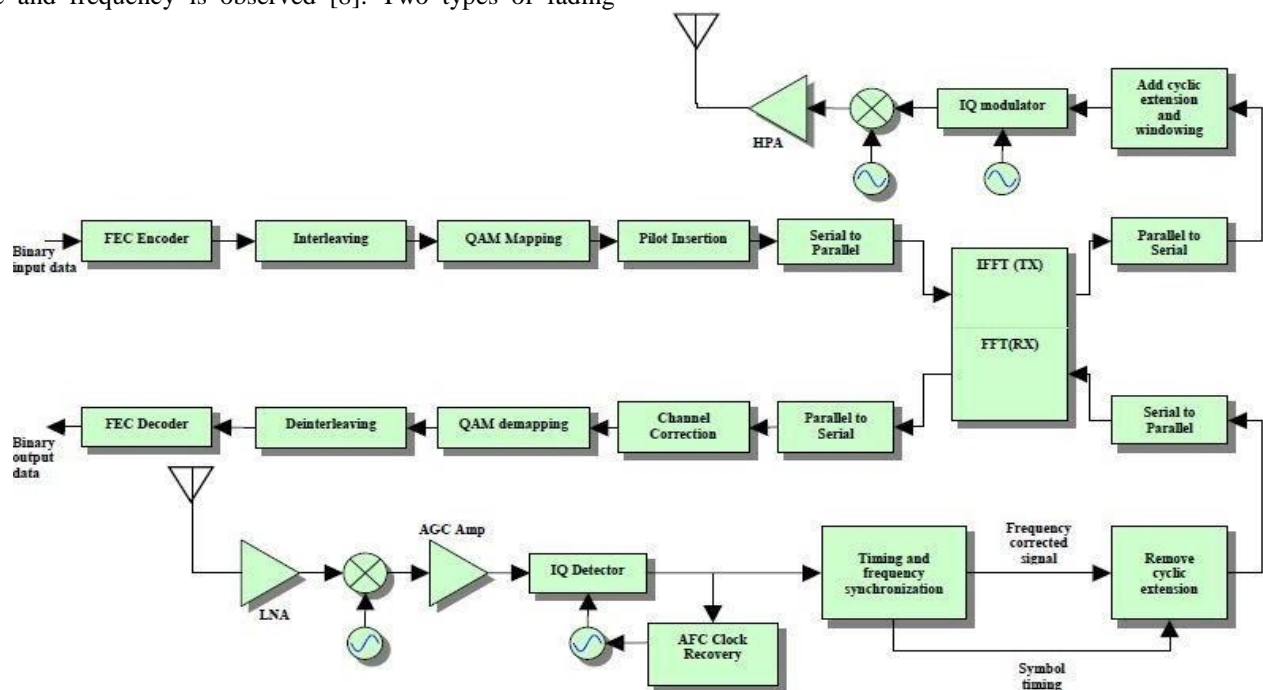 and frequency is observed [8]. Two types of fading
Add cyclic
extension
and
windowing
IQ modulator
HPA
Binary
input data
FEC Encoder
Interleaving
QAM Mapping
Pilot Insertion
Serial to
Parallel
IFFT (TX)
Parallel to
Serial
FFT(RX)
Binary
output
data
FEC Decoder
Deinterleaving
QAM demapping
Channel
Correction
Parallel to
Serial
Serial to
Parallel
LNA
AGC Amp
IQ Detector
AFC Clock
Recovery
Timing and
frequency
synchronization
Frequency
corrected
signal
Symbol
timing
Remove
cyclic
extension